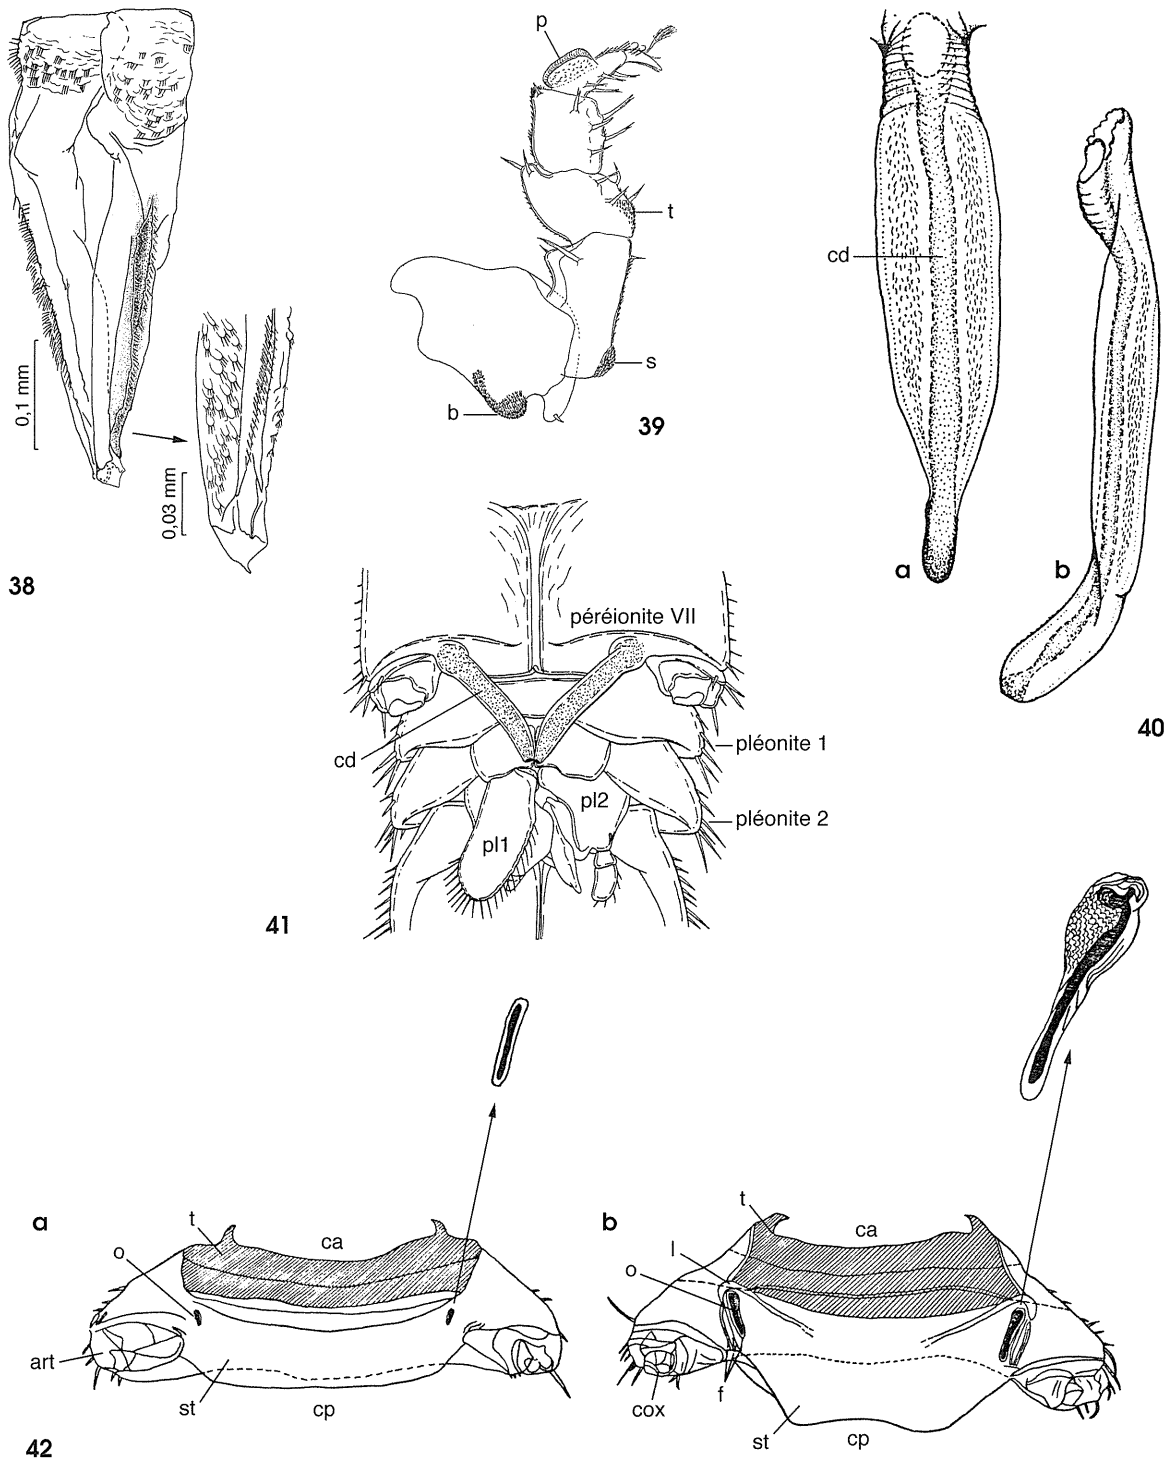 0,1 mm
0,03 mm
38
p
t
s
b
39
cd
a
b
40
péréionite VII
cd
pléonite 1
pl2
pléonite 2
pl1
41
a
t
ca
o
art
st
cp
b
t
ca
l
o
cox
f
st
cp
42